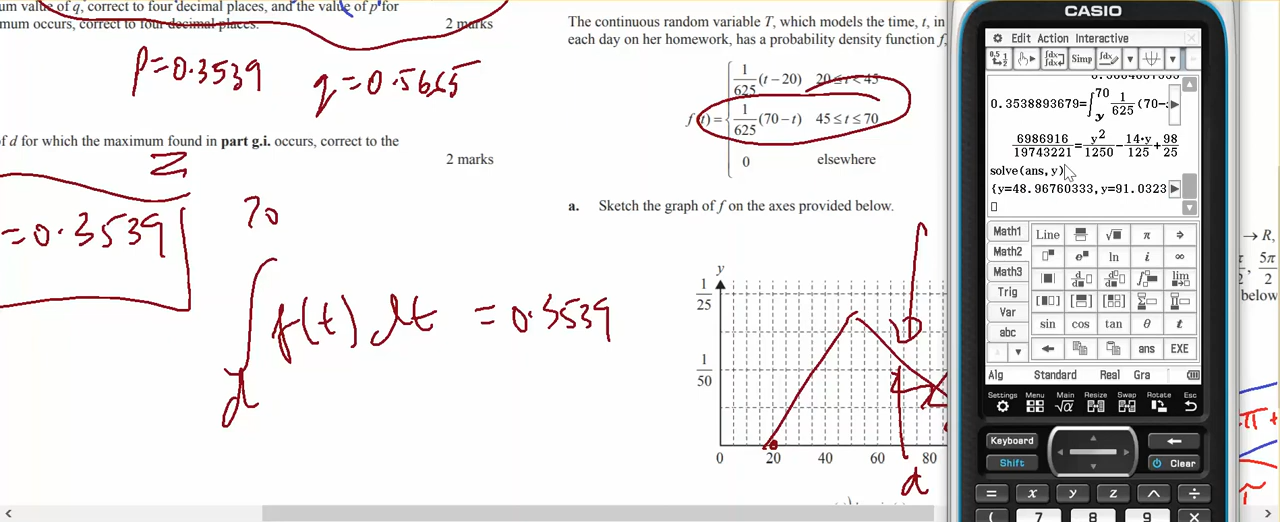 um value of q, correct to four decimal places, and the value of p for
mum occurs, correct to four decimal places.
2 marks
p=0.3539 q=0.5665
of d for which the maximum found in part g.i. occurs, correct to the
2 marks
=0.3539
∫ 70 d f(t) dt = 0.3539
The continuous random variable T, which models the time, t, in
each day on her homework, has a probability density function f,
f(t) =
1/625 (t−20) 20 ≤ t < 45
1/625 (70−t) 45 ≤ t ≤ 70
0 elsewhere
a. Sketch the graph of f on the axes provided below.
y
1/25
1/50
0 20 40 60 80
d
CASIO
Edit Action Interactive
Simp
0.3538893679=∫ 70 y 1/625 (70-
6986916/19743221 = y²/1250 - 14·y/125 + 98/25
solve(ans,y)
{y=48.96760333,y=91.0323
Math1 Line √ π ⇒
Math2 e ln i ∞
Math3 lim
Trig
Var sin cos tan θ t
abc ans EXE
Alg Standard Real Gra
Settings Menu Main Resize Swap Rotate Esc
Keyboard
Shift Clear
= x y z ^ ÷
( 7 8 9 ×
→ R,
5π/2
below